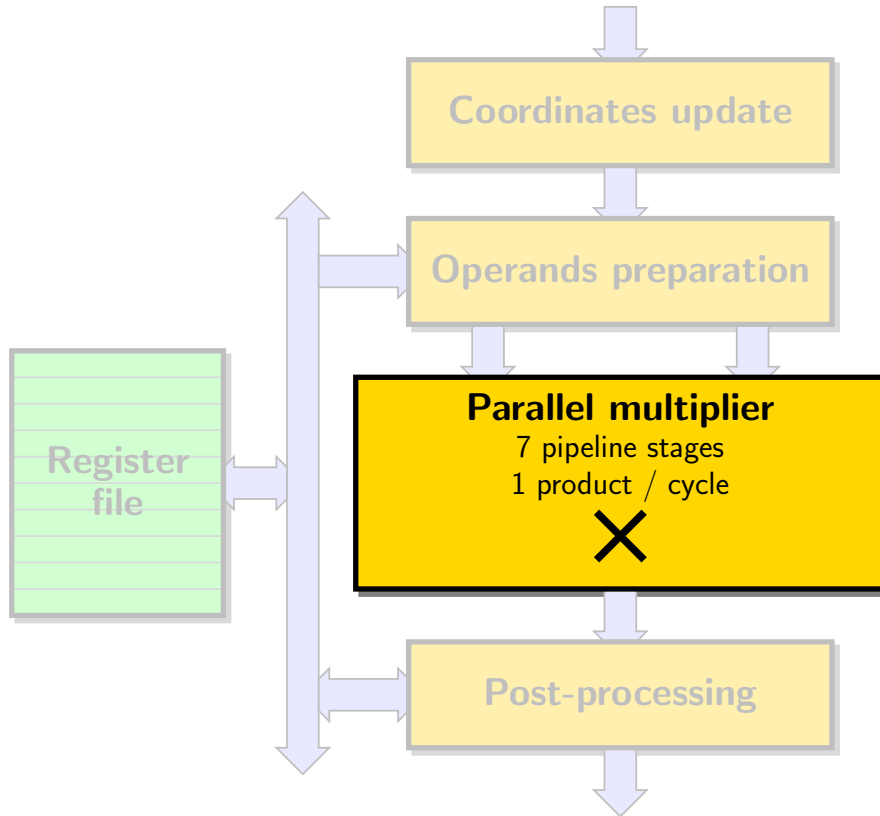 Coordinates update
Operands preparation
Parallel multiplier
7 pipeline stages
1 product / cycle
Register
file
Post-processing